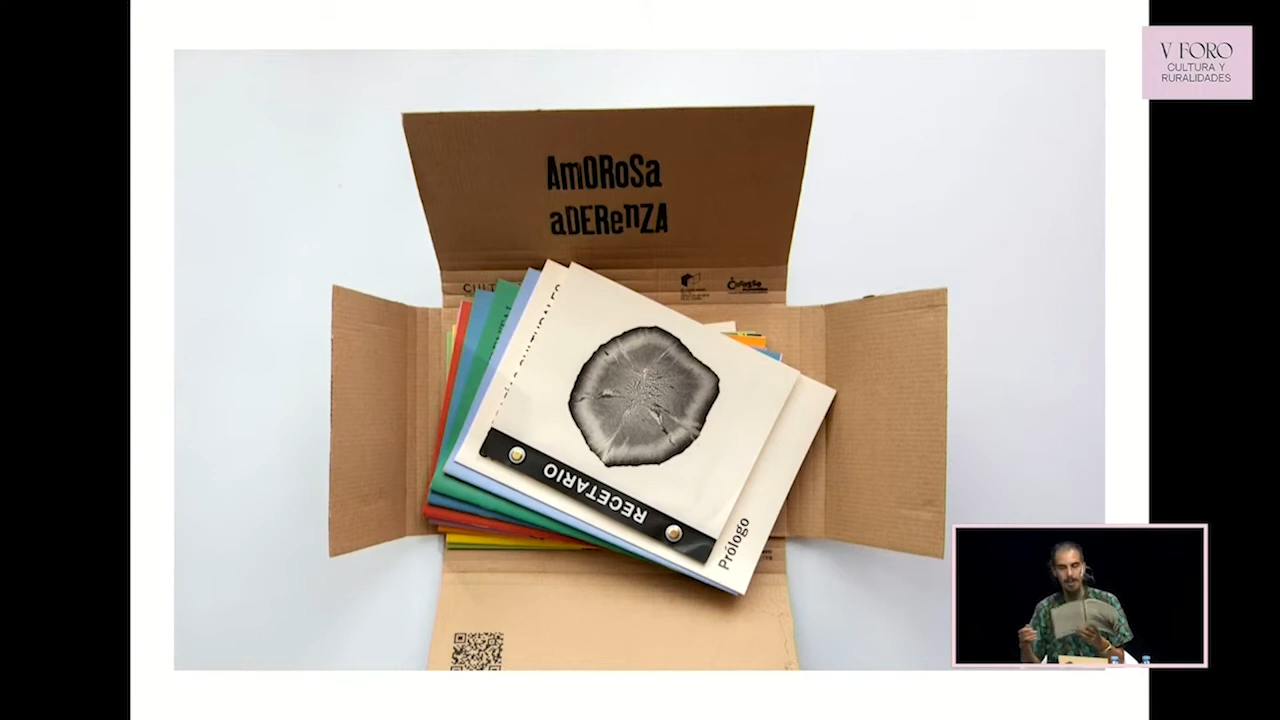 V FORO
CULTURA Y
RURALIDADES
AmORoSa
aDERenZA
RECETARIO
Prólogo